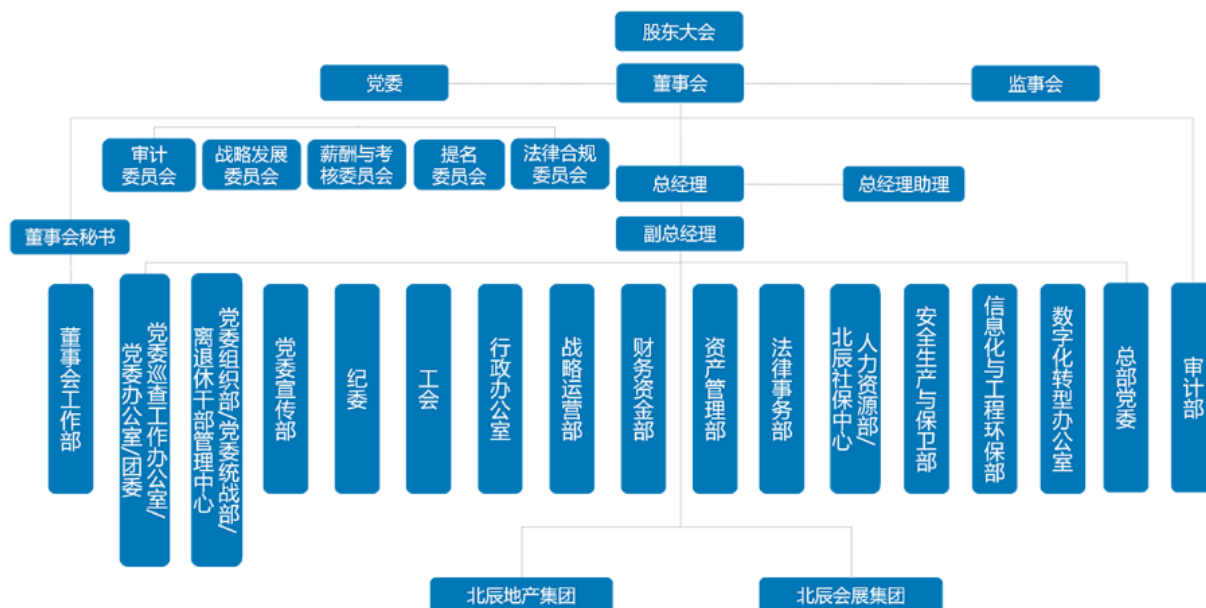 股东大会
党委
董事会
监事会
审计
委员会
战略发展
委员会
薪酬与考
核委员会
提名
委员会
法律合规
委员会
总经理
总经理助理
董事会秘书
副总经理
董事会工作部
党委巡查工作办公室/
党委办公室/团委
党委组织部/党委统战部/
离退休干部管理中心
党委宣传部
纪委
工会
行政办公室
战略运营部
财务资金部
资产管理部
法律事务部
人力资源部/
北辰社保中心
安全生产与保卫部
信息化与工程环保部
数字化转型办公室
总部党委
审计部
北辰地产集团
北辰会展集团